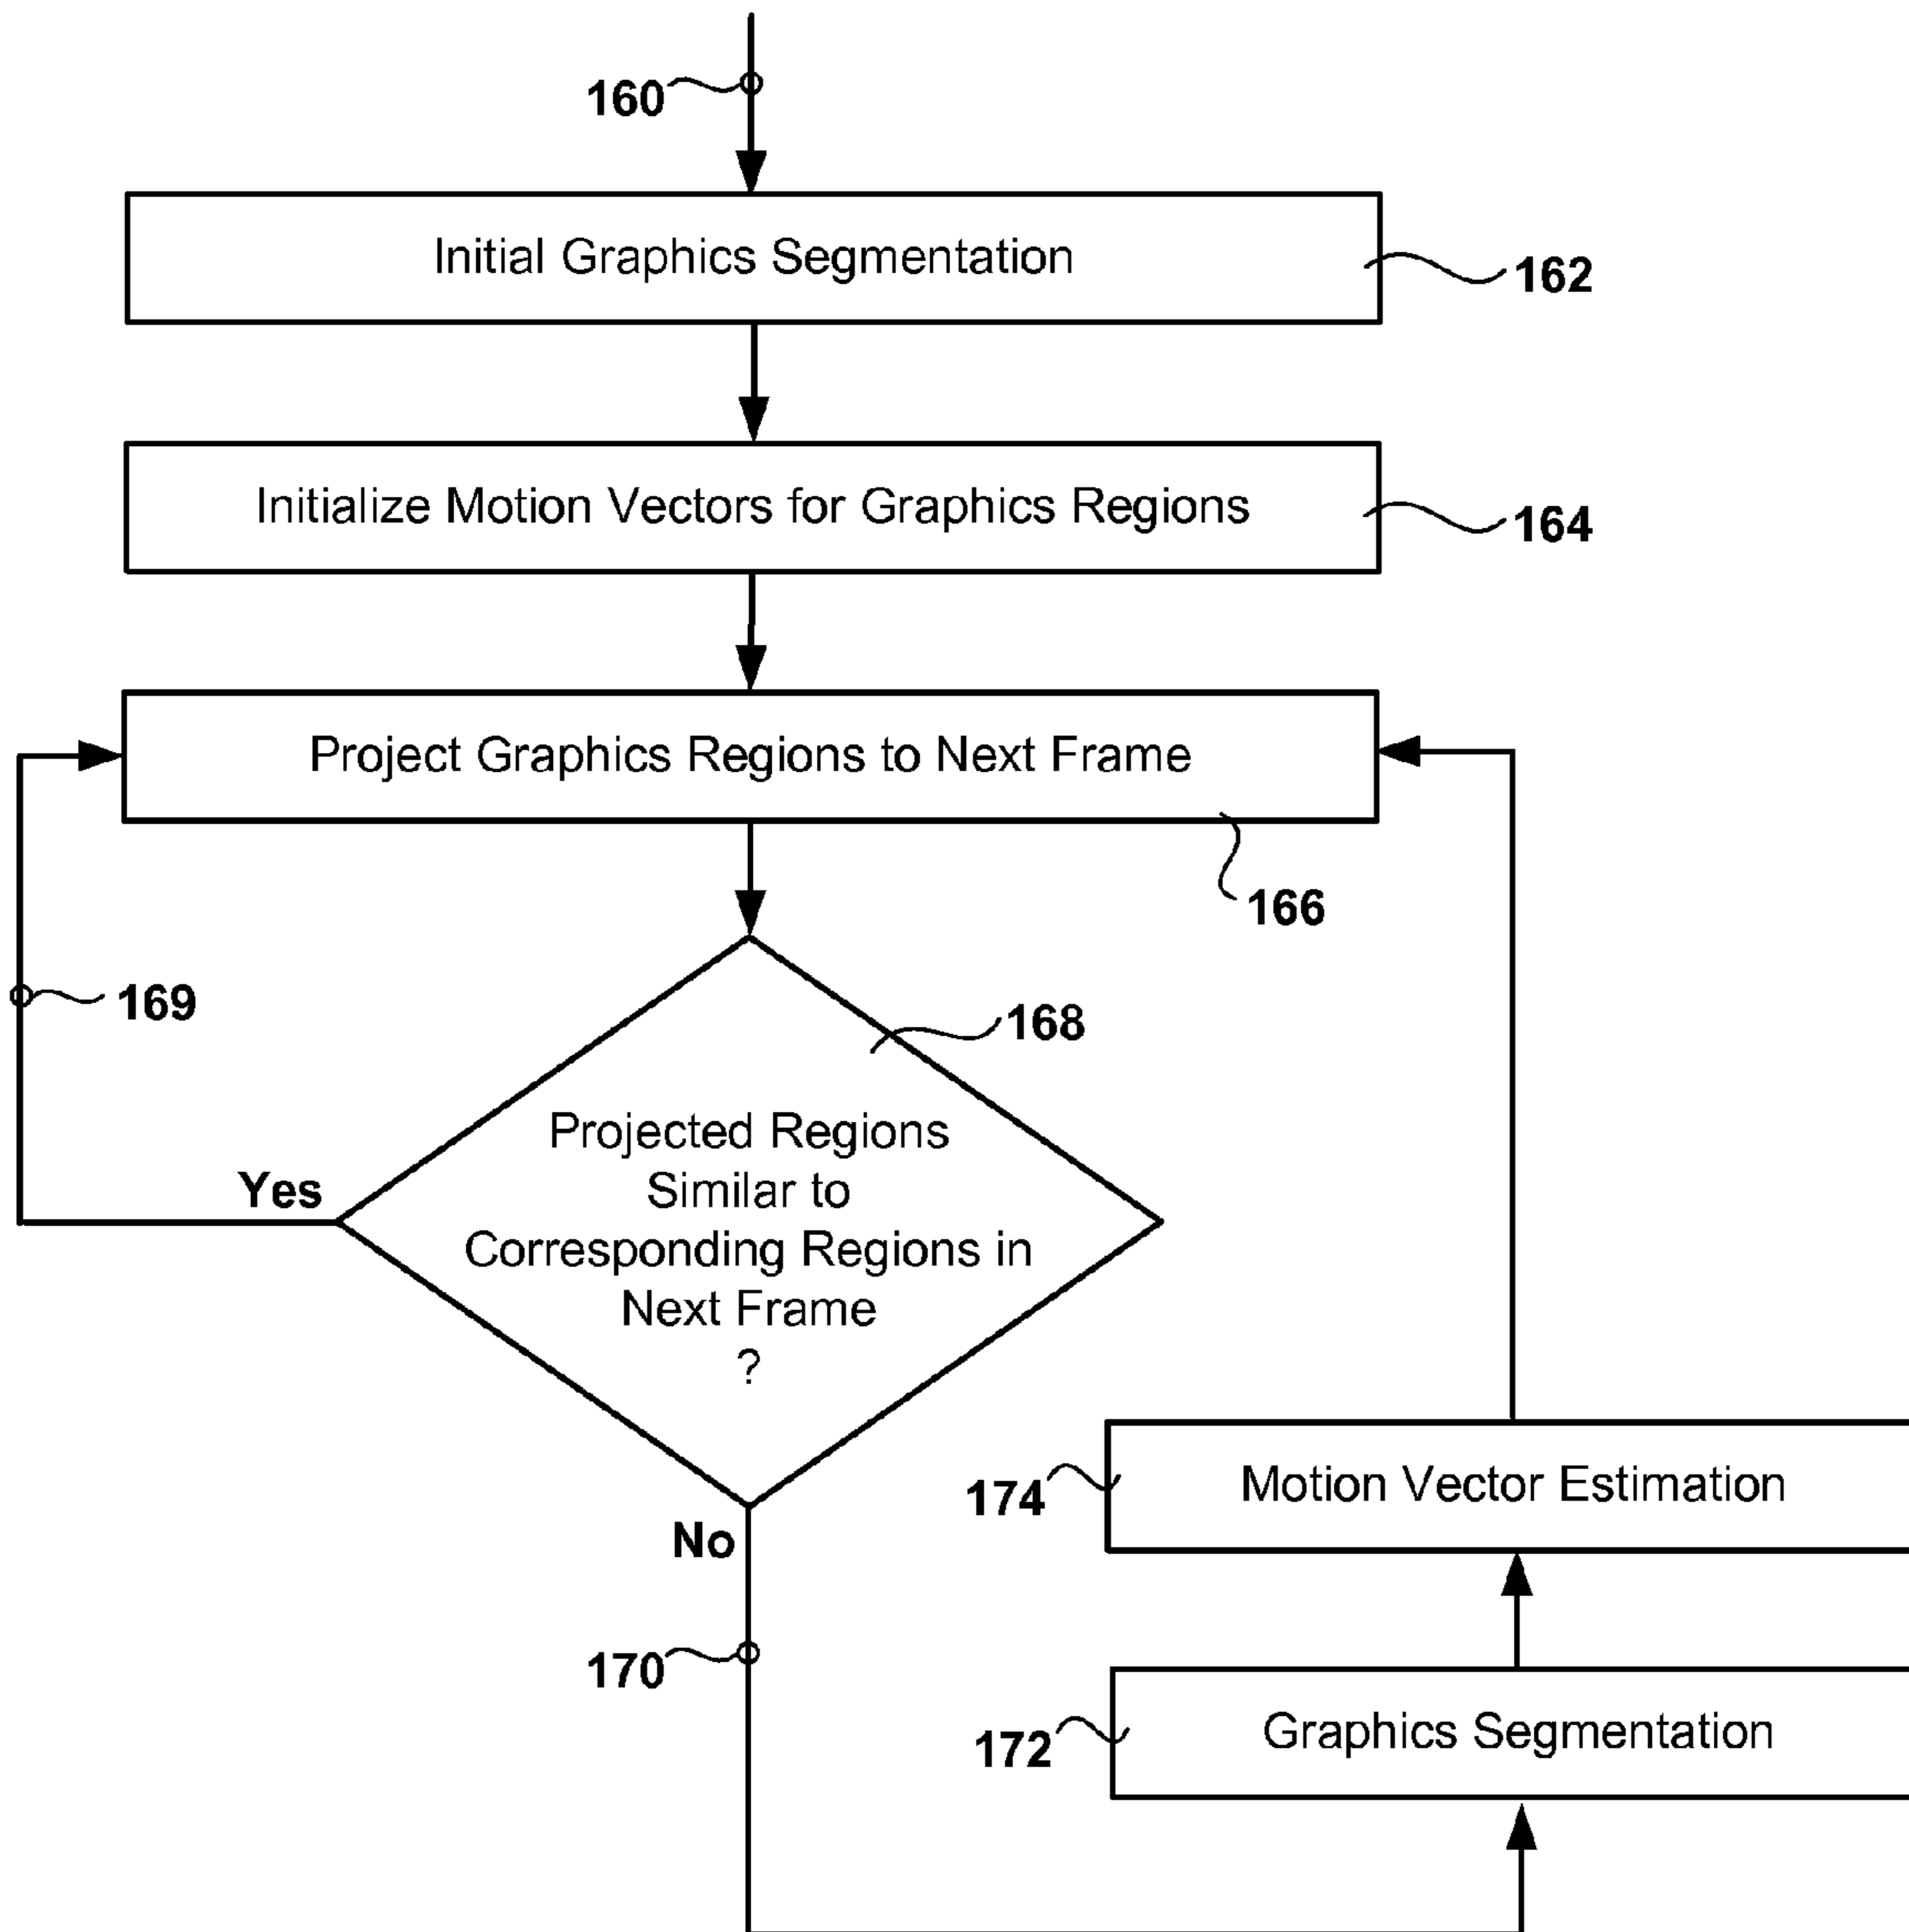 160
Initial Graphics Segmentation
162
Initialize Motion Vectors for Graphics Regions
164
Project Graphics Regions to Next Frame
166
169
168
Projected Regions
Similar to
Corresponding Regions in
Next Frame
?
Yes
No
174
Motion Vector Estimation
170
172
Graphics Segmentation